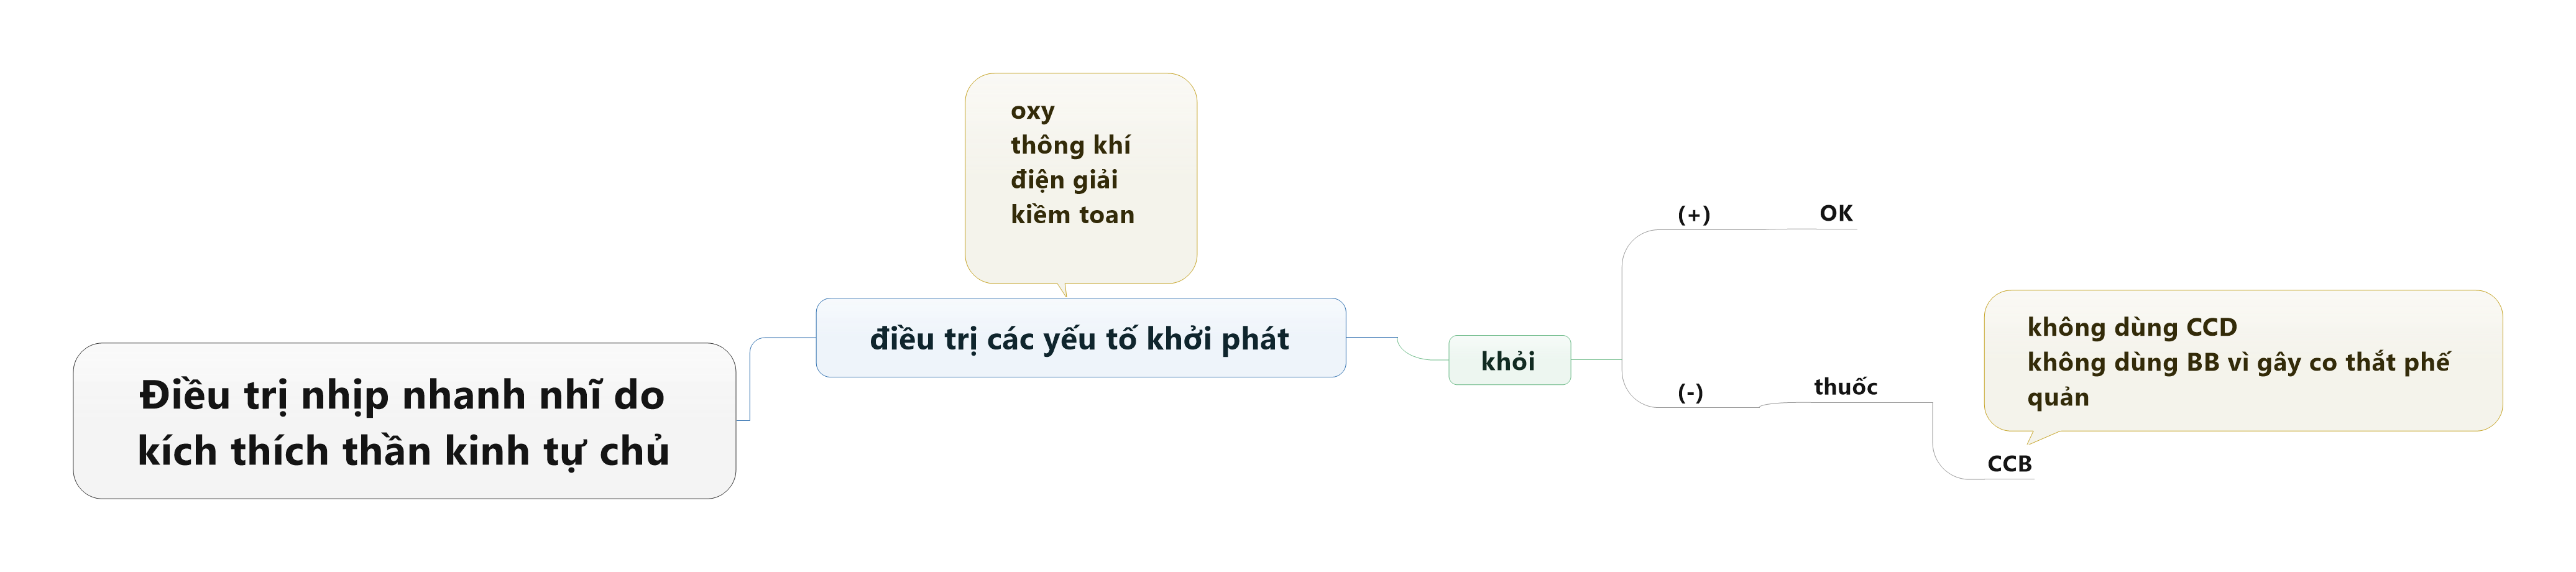 Điều trị nhịp nhanh nhĩ do
kích thích thần kinh tự chủ
oxy
thông khí
điện giải
kiềm toan
điều trị các yếu tố khởi phát
khỏi
(+)
OK
(-)
thuốc
không dùng CCD
không dùng BB vì gây co thắt phế
quản
CCB